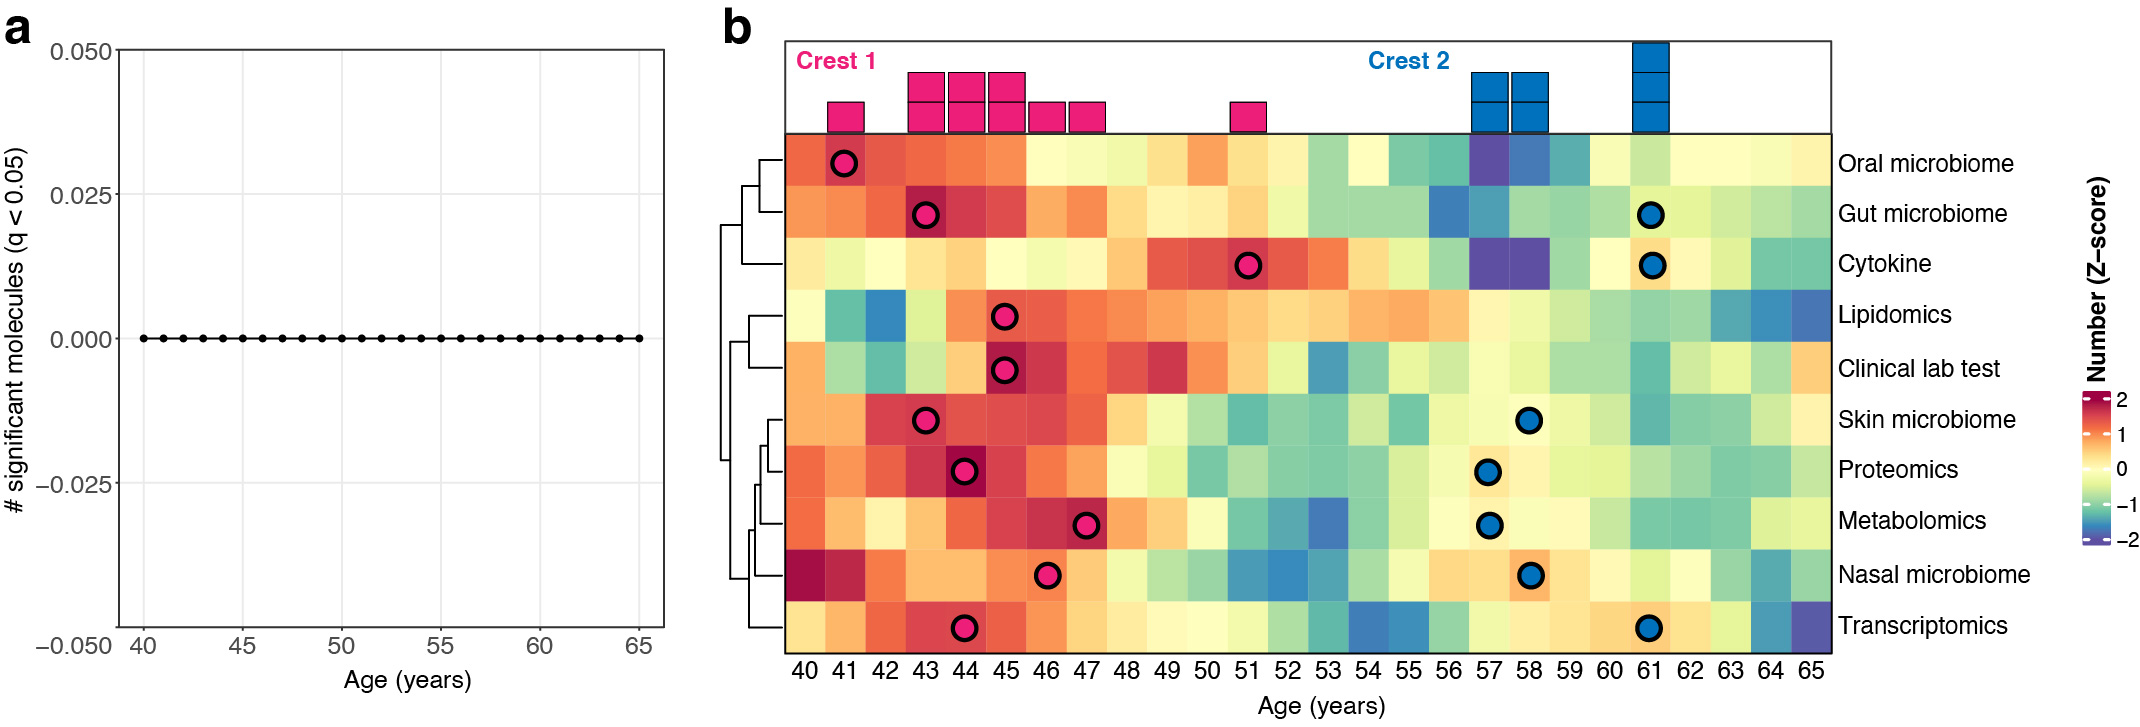 a
# significant molecules (q < 0.05)
0.050
0.025
0.000
−0.025
−0.050
40 45 50 55 60 65
Age (years)
b
Crest 1 Crest 2
Oral microbiome
Gut microbiome
Cytokine
Lipidomics
Clinical lab test
Skin microbiome
Proteomics
Metabolomics
Nasal microbiome
Transcriptomics
40 41 42 43 44 45 46 47 48 49 50 51 52 53 54 55 56 57 58 59 60 61 62 63 64 65
Age (years)
Number (Z−score)
2
1
0
−1
−2